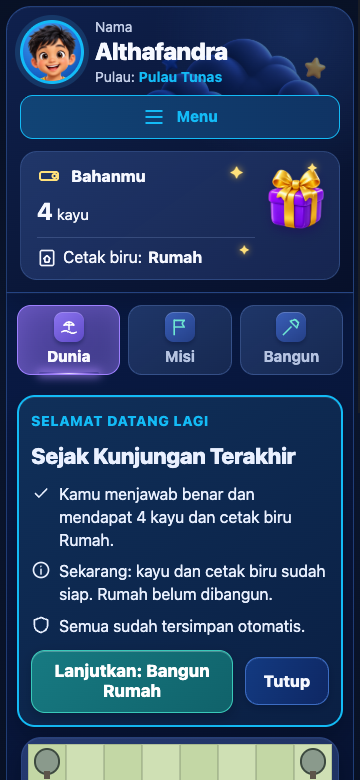 Nama
Althafandra
Pulau: Pulau Tunas
Menu
Bahanmu
4 kayu
Cetak biru: Rumah
Dunia
Misi
Bangun
SELAMAT DATANG LAGI
Sejak Kunjungan Terakhir
Kamu menjawab benar dan
mendapat 4 kayu dan cetak biru
Rumah.
Sekarang: kayu dan cetak biru sudah
siap. Rumah belum dibangun.
Semua sudah tersimpan otomatis.
Lanjutkan: Bangun
Rumah
Tutup